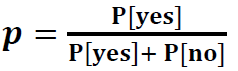 p = P[yes] / P[yes]+ P[no]